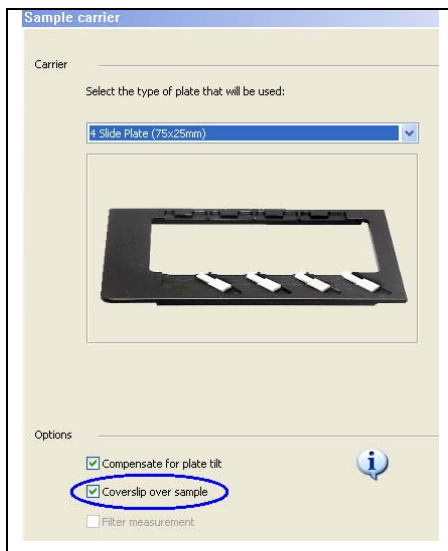 Sample carrier
Carrier
Select the type of plate that will be used:
4 Slide Plate (75x25mm)
Options
Compensate for plate tilt
Coverslip over sample
Filter measurement